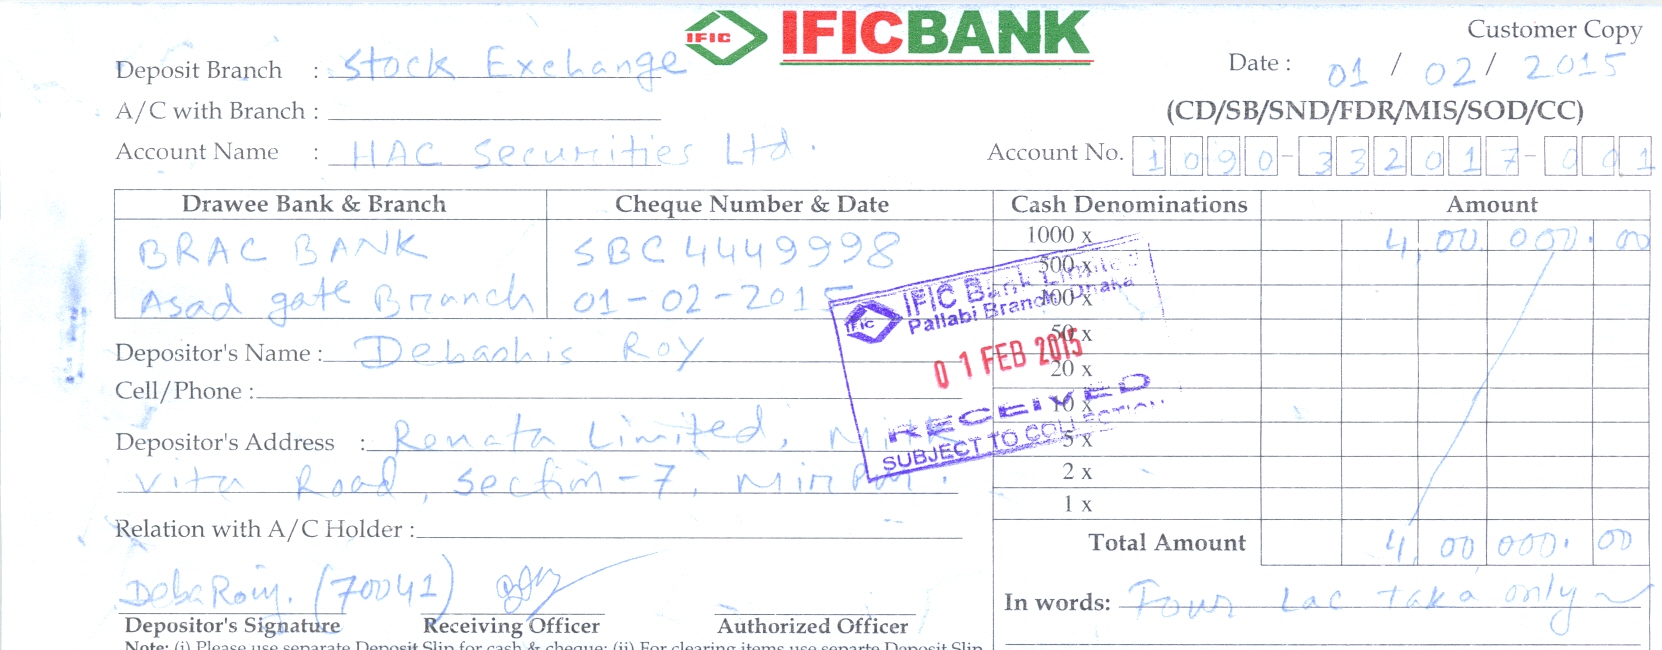 IFIC IFICBANK
Customer Copy
Deposit Branch : Stock Exchange
Date : 01 / 02 / 2015
A/C with Branch :
(CD/SB/SND/FDR/MIS/SOD/CC)
Account Name : HAC Securities Ltd.
Account No. 1090-332017-001
Drawee Bank & Branch Cheque Number & Date Cash Denominations Amount
BRAC BANK SBC 4449998
Asad gate Branch 01-02-2015
1000 x 4,00,000.00
500 x
100 x
50 x
20 x
10 x
5 x
2 x
1 x
Total Amount 4,00,000.00
In words: Four Lac taka only
IFIC IFIC Bank Limited
Pallabi Branch, Dhaka
01 FEB 2015
RECEIVED
SUBJECT TO COLLECTION
Depositor's Name : Debashis Roy
Cell/Phone :
Depositor's Address : Renata Limited, Milk
vita Road, Section-7, Mirpur.
Relation with A/C Holder :
DebaRoy. (70041)
Depositor's Signature Receiving Officer Authorized Officer
Note: (i) Please use separate Deposit Slip for cash & cheque; (ii) For clearing items use separte Deposit Slip